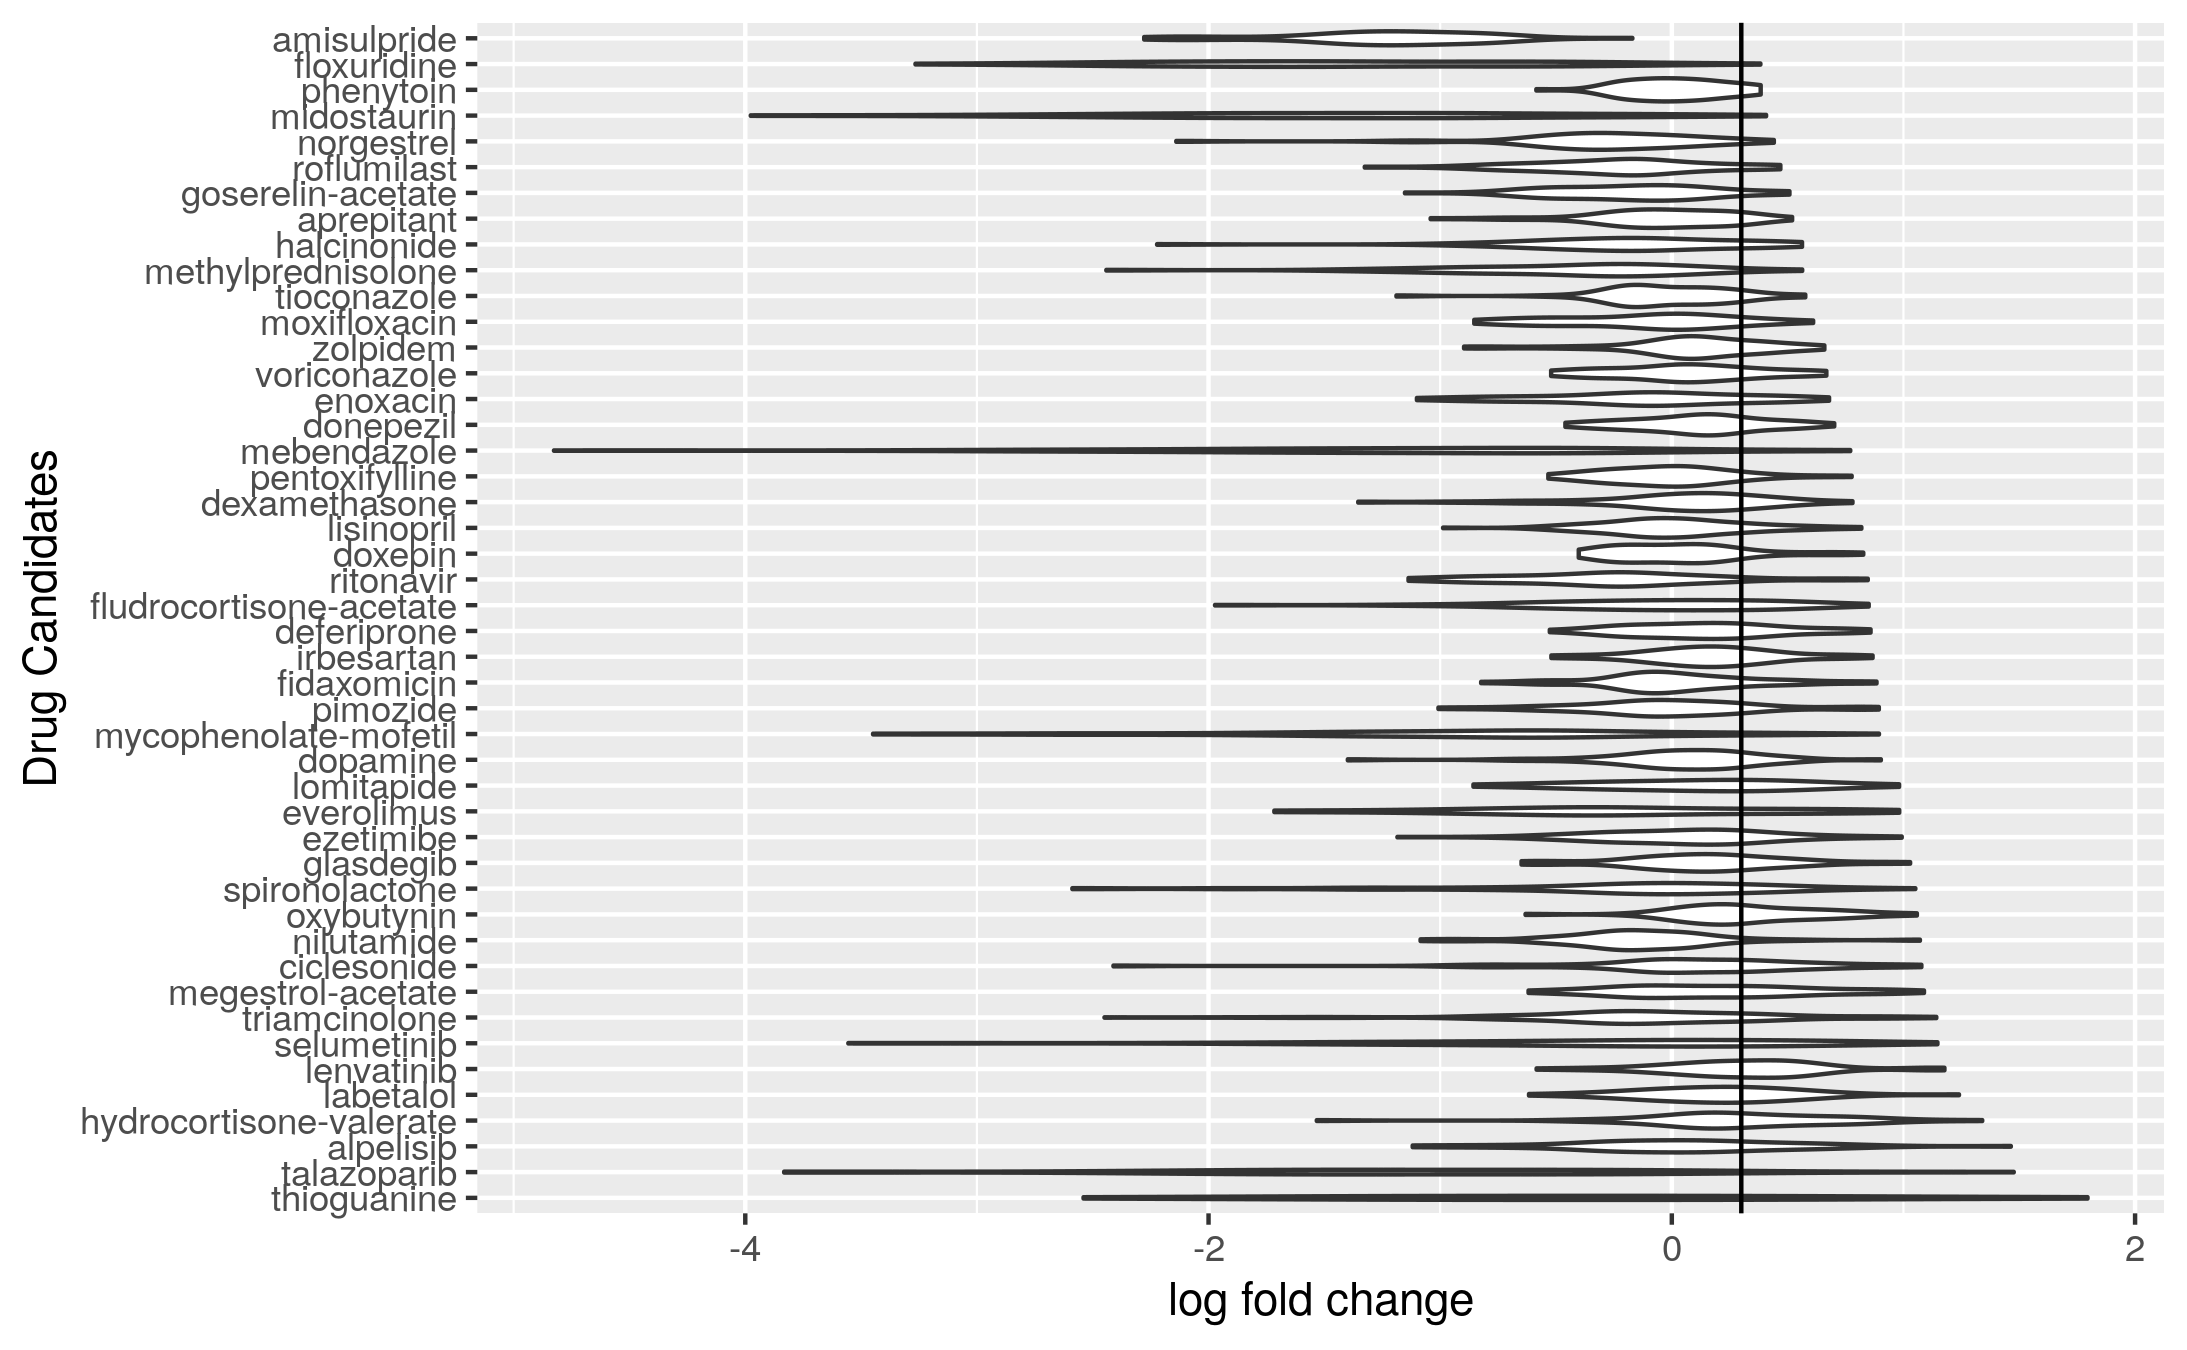 amisulpride
floxuridine
phenytoin
midostaurin
norgestrel
roflumilast
goserelin-acetate
aprepitant
halcinonide
methylprednisolone
tioconazole
moxifloxacin
zolpidem
voriconazole
enoxacin
donepezil
mebendazole
pentoxifylline
dexamethasone
lisinopril
doxepin
ritonavir
fludrocortisone-acetate
deferiprone
irbesartan
fidaxomicin
pimozide
mycophenolate-mofetil
dopamine
lomitapide
everolimus
ezetimibe
glasdegib
spironolactone
oxybutynin
nilutamide
ciclesonide
megestrol-acetate
triamcinolone
selumetinib
lenvatinib
labetalol
hydrocortisone-valerate
alpelisib
talazoparib
thioguanine
Drug Candidates
-4 -2 0 2
log fold change